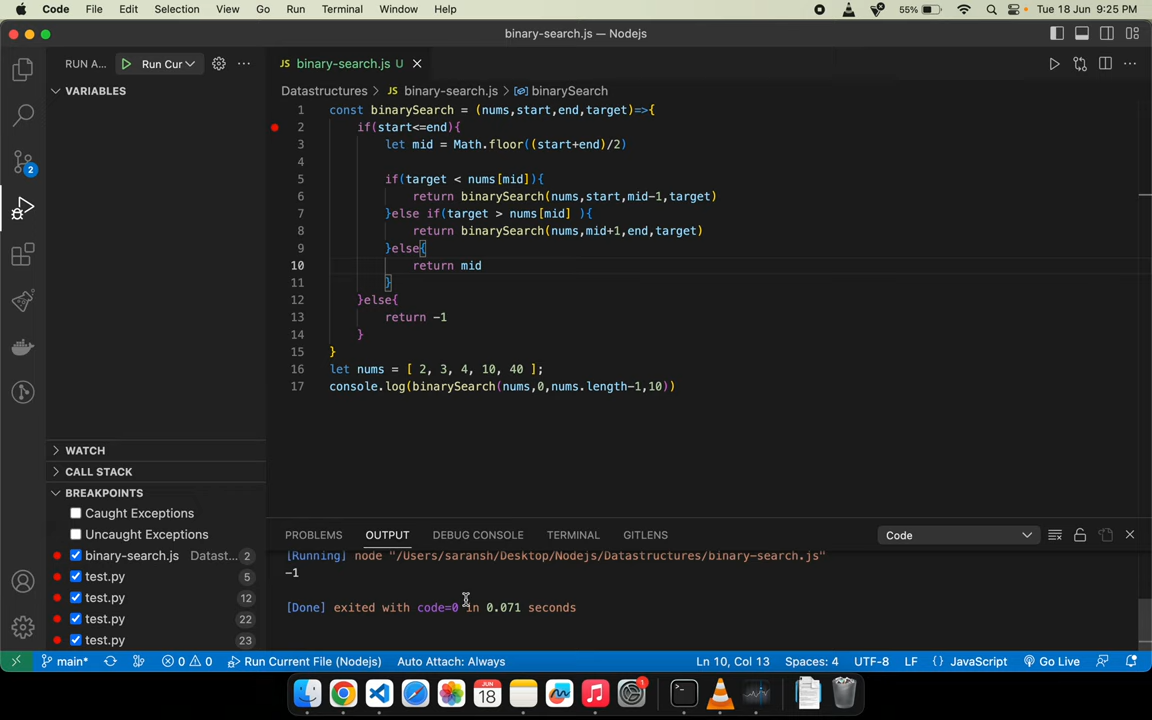 Code File Edit Selection View Go Run Terminal Window Help 55% Tue 18 Jun 9:25 PM
binary-search.js — Nodejs
RUN A... Run Cur
JS binary-search.js U
VARIABLES
Datastructures > JS binary-search.js > binarySearch
1 const binarySearch = (nums,start,end,target)=>{
2 if(start<=end){
3 let mid = Math.floor((start+end)/2)
4
5 if(target < nums[mid]){
6 return binarySearch(nums,start,mid-1,target)
7 }else if(target > nums[mid] ){
8 return binarySearch(nums,mid+1,end,target)
9 }else{
10 return mid
11 }
12 }else{
13 return -1
14 }
15 }
16 let nums = [ 2, 3, 4, 10, 40 ];
17 console.log(binarySearch(nums,0,nums.length-1,10))
2
WATCH
CALL STACK
BREAKPOINTS
Caught Exceptions
Uncaught Exceptions
binary-search.js Datast... 2
test.py 5
test.py 12
test.py 22
test.py 23
PROBLEMS OUTPUT DEBUG CONSOLE TERMINAL GITLENS Code
[Running] node "/Users/saransh/Desktop/Nodejs/Datastructures/binary-search.js"
-1
[Done] exited with code=0 in 0.071 seconds
main* 0 0 Run Current File (Nodejs) Auto Attach: Always Ln 10, Col 13 Spaces: 4 UTF-8 LF {} JavaScript Go Live
JUN
18
1